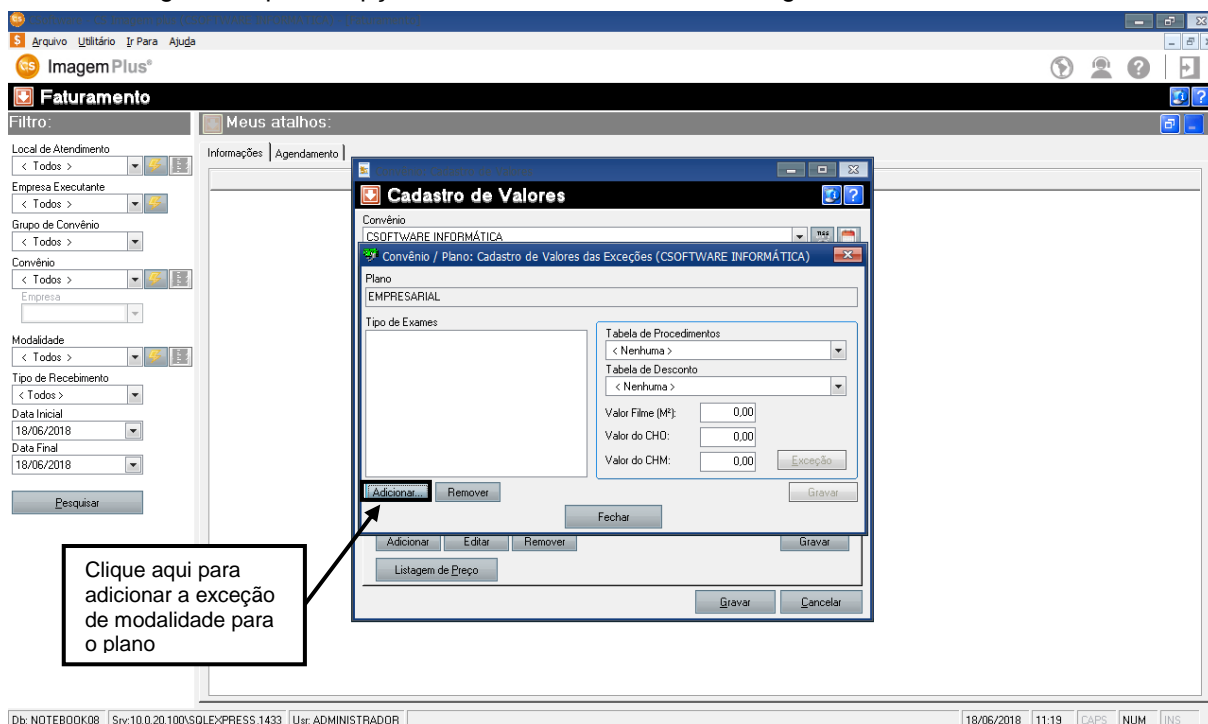 Arquivo Utilitário Ir Para Ajuda
ImagemPlus®
Faturamento
Filtro:
Meus atalhos:
Local de Atendimento
< Todos >
Empresa Executante
< Todos >
Grupo de Convênio
< Todos >
Convênio
< Todos >
Empresa
Modalidade
< Todos >
Tipo de Recebimento
< Todos >
Data Inicial
18/06/2018
Data Final
18/06/2018
Pesquisar
Informações Agendamento
Cadastro de Valores
Convênio
CSOFTWARE INFORMÁTICA
Convênio / Plano: Cadastro de Valores das Exceções (CSOFTWARE INFORMÁTICA)
Plano
EMPRESARIAL
Tipo de Exames
Tabela de Procedimentos
< Nenhuma >
Tabela de Desconto
< Nenhuma >
Valor Filme (M²): 0,00
Valor do CHO: 0,00
Valor do CHM: 0,00 Exceção
Adicionar... Remover Gravar
Fechar
Adicionar Editar Remover Gravar
Listagem de Preço
Gravar Cancelar
Clique aqui para
adicionar a exceção
de modalidade para
o plano
Db: NOTEBOOK08 Srv:10.0.20.100\SQLEXPRESS,1433 Usr: ADMINISTRADOR 18/06/2018 11:19 CAPS NUM INS